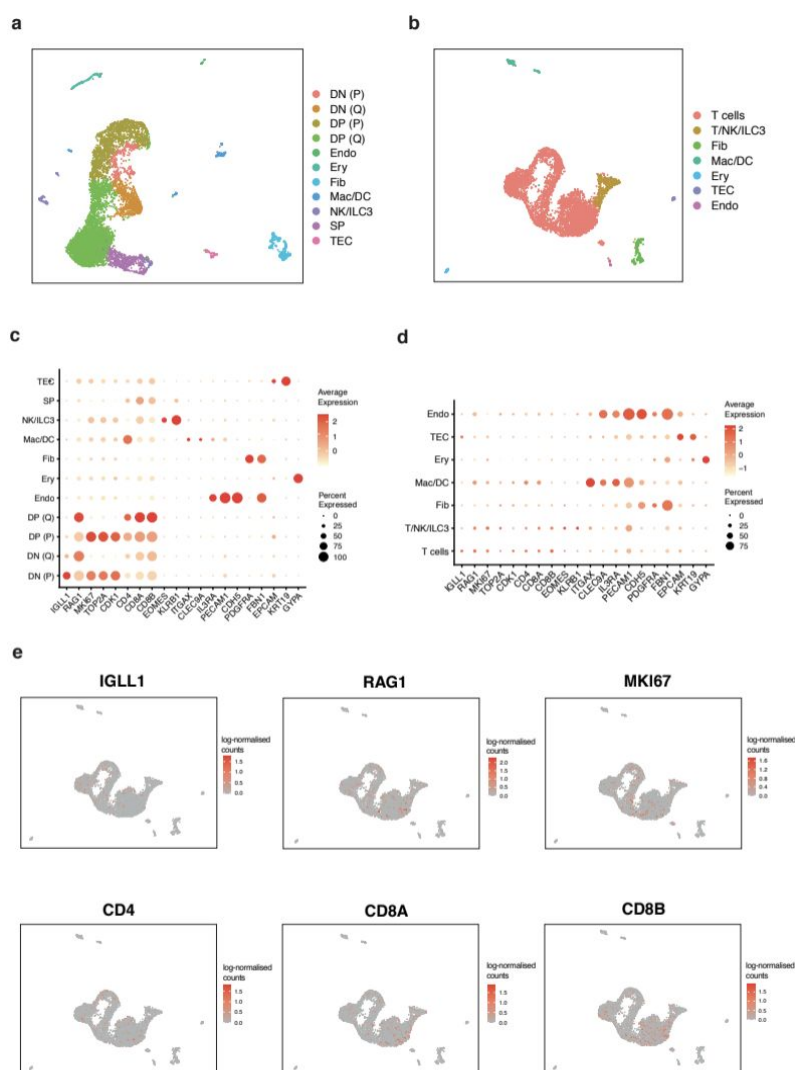 a
DN (P)
DN (Q)
DP (P)
DP (Q)
Endo
Ery
Fib
Mac/DC
NK/ILC3
SP
TEC
b
T cells
T/NK/ILC3
Fib
Mac/DC
Ery
TEC
Endo
c
TEC
SP
NK/ILC3
Mac/DC
Fib
Ery
Endo
DP (Q)
DP (P)
DN (Q)
DN (P)
IGLL1
RAG1
MKI67
TOP2A
CDK1
CD4
CD8A
CD8B
EOMES
KLRB1
ITGAX
CLEC9A
IL3RA
PECAM1
CDH5
PDGFRA
FBN1
EPCAM
KRT19
GYPA
Average
Expression
2
1
0
Percent
Expressed
0
25
50
75
100
d
Endo
TEC
Ery
Mac/DC
Fib
T/NK/ILC3
T cells
IGLL1
RAG1
MKI67
TOP2A
CDK1
CD4
CD8A
CD8B
EOMES
KLRB1
ITGAX
CLEC9A
IL3RA
PECAM1
CDH5
PDGFRA
FBN1
EPCAM
KRT19
GYPA
Average
Expression
2
1
0
−1
Percent
Expressed
0
25
50
75
e
IGLL1
log-normalised
counts
1.5
1.0
0.5
0.0
RAG1
log-normalised
counts
2.0
1.5
1.0
0.5
0.0
MKI67
log-normalised
counts
1.6
1.2
0.8
0.4
0.0
CD4
log-normalised
counts
1.5
1.0
0.5
0.0
CD8A
log-normalised
counts
1.5
1.0
0.5
0.0
CD8B
log-normalised
counts
1.5
1.0
0.5
0.0